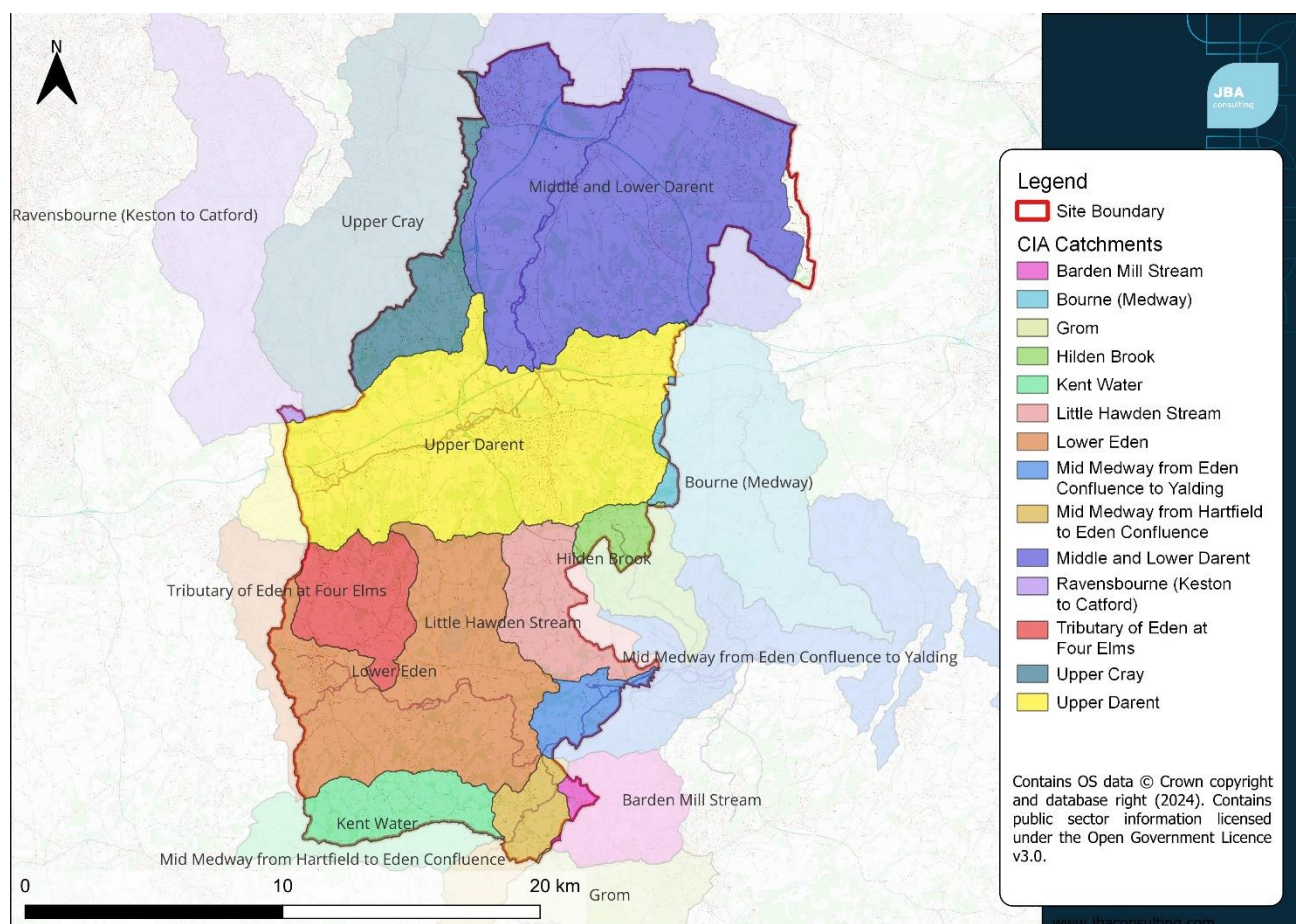 N
JBA
consulting
Middle and Lower Darent
Ravensbourne (Keston to Catford)
Upper Cray
Upper Darent
Bourne (Medway)
Hilden Brook
Tributary of Eden at Four Elms
Little Hawden Stream
Mid Medway from Eden Confluence to Yalding
Lower Eden
Barden Mill Stream
Kent Water
Mid Medway from Hartfield to Eden Confluence
Grom
0 10 20 km
Legend
Site Boundary
CIA Catchments
Barden Mill Stream
Bourne (Medway)
Grom
Hilden Brook
Kent Water
Little Hawden Stream
Lower Eden
Mid Medway from Eden
Confluence to Yalding
Mid Medway from Hartfield
to Eden Confluence
Middle and Lower Darent
Ravensbourne (Keston
to Catford)
Tributary of Eden at
Four Elms
Upper Cray
Upper Darent
Contains OS data © Crown copyright
and database right (2024). Contains
public sector information licensed
under the Open Government Licence
v3.0.
www.jbaconsulting.com